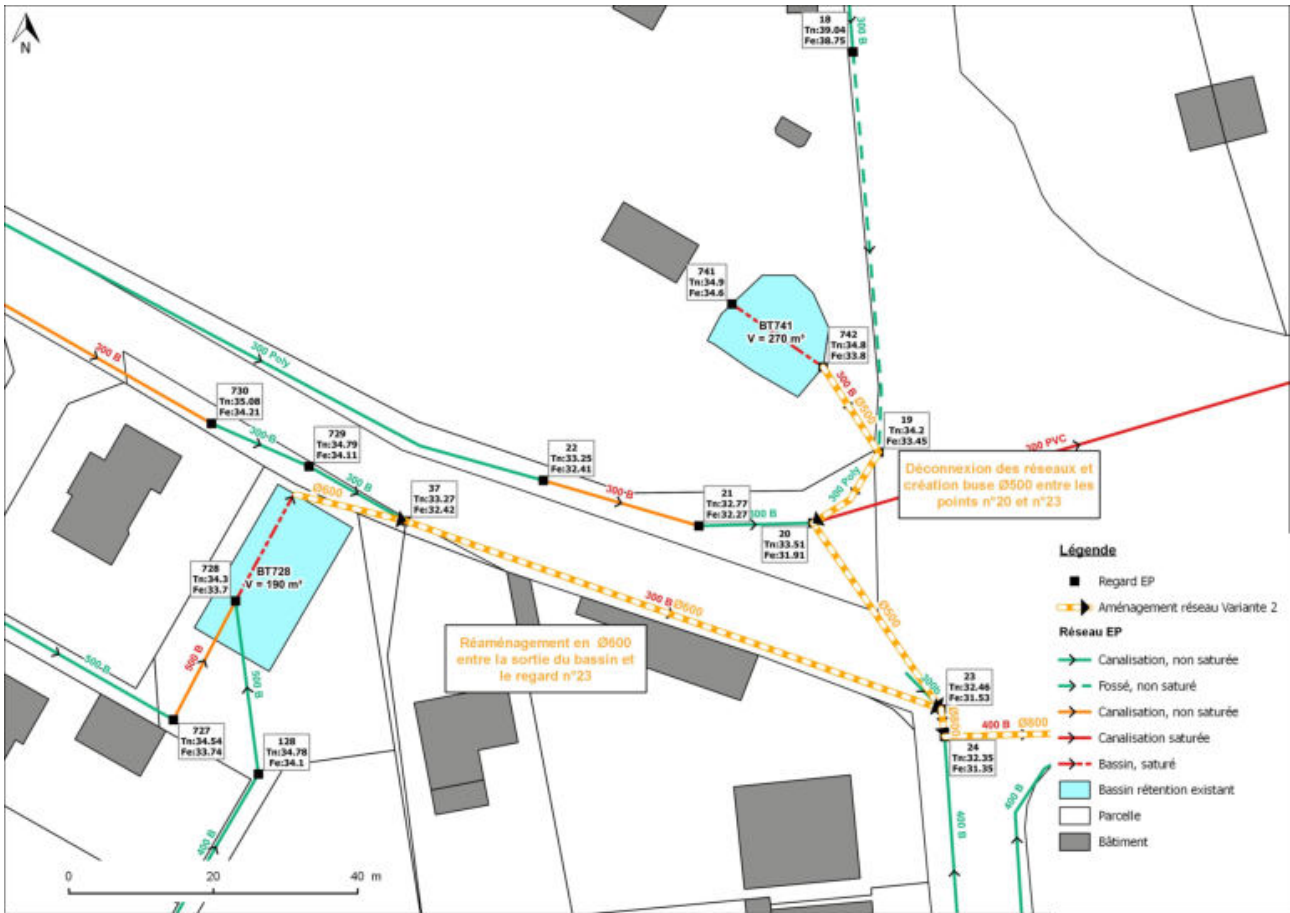 N
18
Tn:39.04
Fe:38.75
300 B
741
Tn:34.9
Fe:34.6
BT741
V = 270 m³
742
Tn:34.8
Fe:33.8
300 B
Ø500
300 Poly
300 B
730
Tn:35.08
Fe:34.21
300 B
729
Tn:34.79
Fe:34.11
300 B
22
Tn:33.25
Fe:32.41
300 B
19
Tn:34.2
Fe:33.45
300 PVC
300 Poly
Déconnexion des réseaux et
création buse Ø500 entre les
points n°20 et n°23
Ø600
37
Tn:33.27
Fe:32.42
21
Tn:32.77
Fe:32.27
300 B
20
Tn:33.51
Fe:31.91
728
Tn:34.3
Fe:33.7
BT728
V = 190 m³
300 B
Ø600
Ø500
Réaménagement en Ø600
entre la sortie du bassin et
le regard n°23
500 B
500 B
500 B
300B
23
Tn:32.46
Fe:31.53
727
Tn:34.54
Fe:33.74
128
Tn:34.78
Fe:34.1
Ø800
400 B
Ø800
24
Tn:32.35
Fe:31.35
400 B
400 B
400 B
Légende
Regard EP
Aménagement réseau Variante 2
Réseau EP
Canalisation, non saturée
Fossé, non saturé
Canalisation, non saturée
Canalisation saturée
Bassin, saturé
Bassin rétention existant
Parcelle
Bâtiment
0
20
40 m